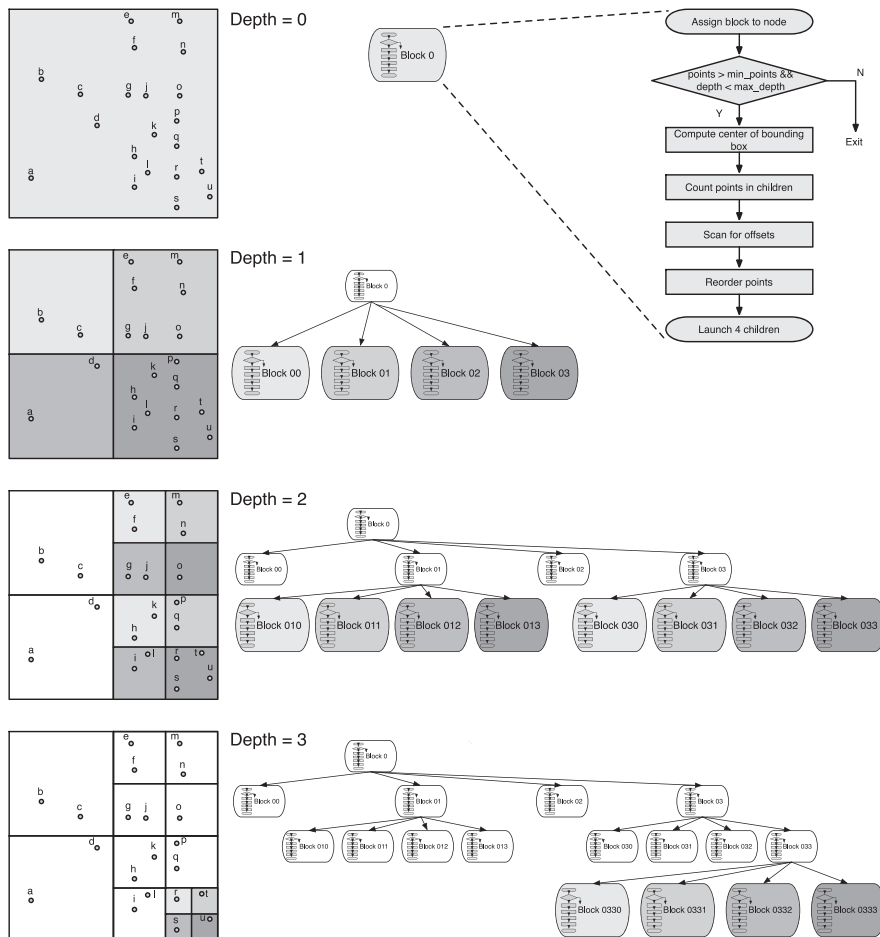 Depth = 0
e m
f n
b
c g j o
d p
k q
h
a i l r t
s u
Block 0
Assign block to node
points > min_points &&
depth < max_depth
N
Y
Exit
Compute center of bounding
box
Count points in children
Scan for offsets
Reorder points
Launch 4 children
Depth = 1
e m
f n
b
c g j o
d p
k q
h
a i l r t
s u
Block 0
Block 00 Block 01 Block 02 Block 03
Depth = 2
e m
f n
b
c g j o
d p
k q
h
a i l r t
s u
Block 0
Block 00 Block 01 Block 02 Block 03
Block 010 Block 011 Block 012 Block 013 Block 030 Block 031 Block 032 Block 033
Depth = 3
e m
f n
b
c g j o
d p
k q
h
a i l r t
s u
Block 0
Block 00 Block 01 Block 02 Block 03
Block 010 Block 011 Block 012 Block 013 Block 030 Block 031 Block 032 Block 033
Block 0330 Block 0331 Block 0332 Block 0333